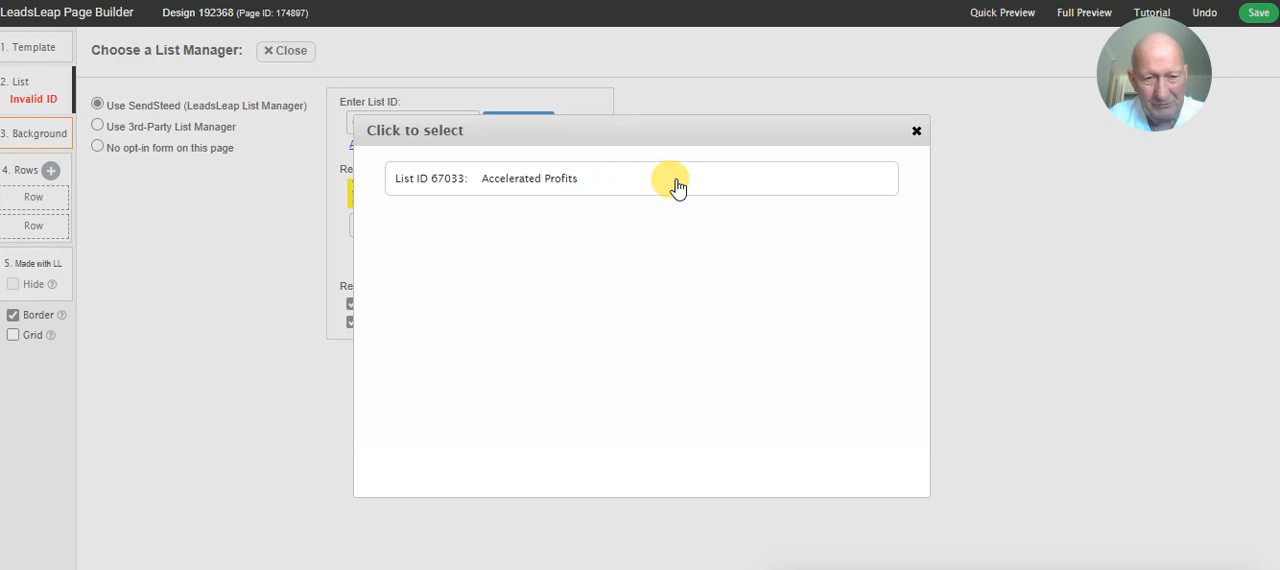 LeadsLeap Page Builder
Design 192368 (Page ID: 174897)
Quick Preview
Full Preview
Tutorial
Undo
Save
1. Template
Choose a List Manager:
× Close
2. List
Invalid ID
Use SendSteed (LeadsLeap List Manager)
Enter List ID:
Use 3rd-Party List Manager
3. Background
No opt-in form on this page
Click to select
×
4. Rows +
Re
List ID 67033: Accelerated Profits
Row
Row
5. Made with LL
Hide ?
Re
Border ?
Grid ?